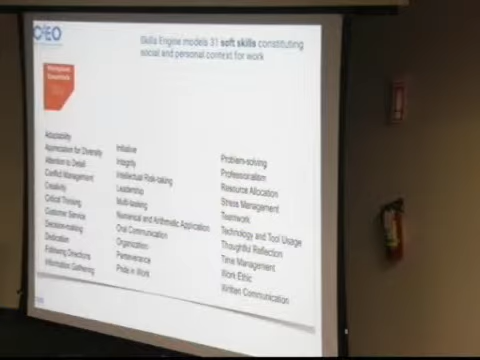 Skills Engine models 31 soft skills constituting
social and personal context for work
Workplace
Essentials
Adaptability
Appreciation for Diversity
Attention to Detail
Conflict Management
Creativity
Critical Thinking
Customer Service
Decision-making
Dedication
Following Directions
Information Gathering
Initiative
Integrity
Intellectual Risk-taking
Leadership
Multi-tasking
Numerical and Arithmetic Application
Oral Communication
Organization
Perseverance
Pride in Work
Problem-solving
Professionalism
Resource Allocation
Stress Management
Teamwork
Technology and Tool Usage
Thoughtful Reflection
Time Management
Work Ethic
Written Communication